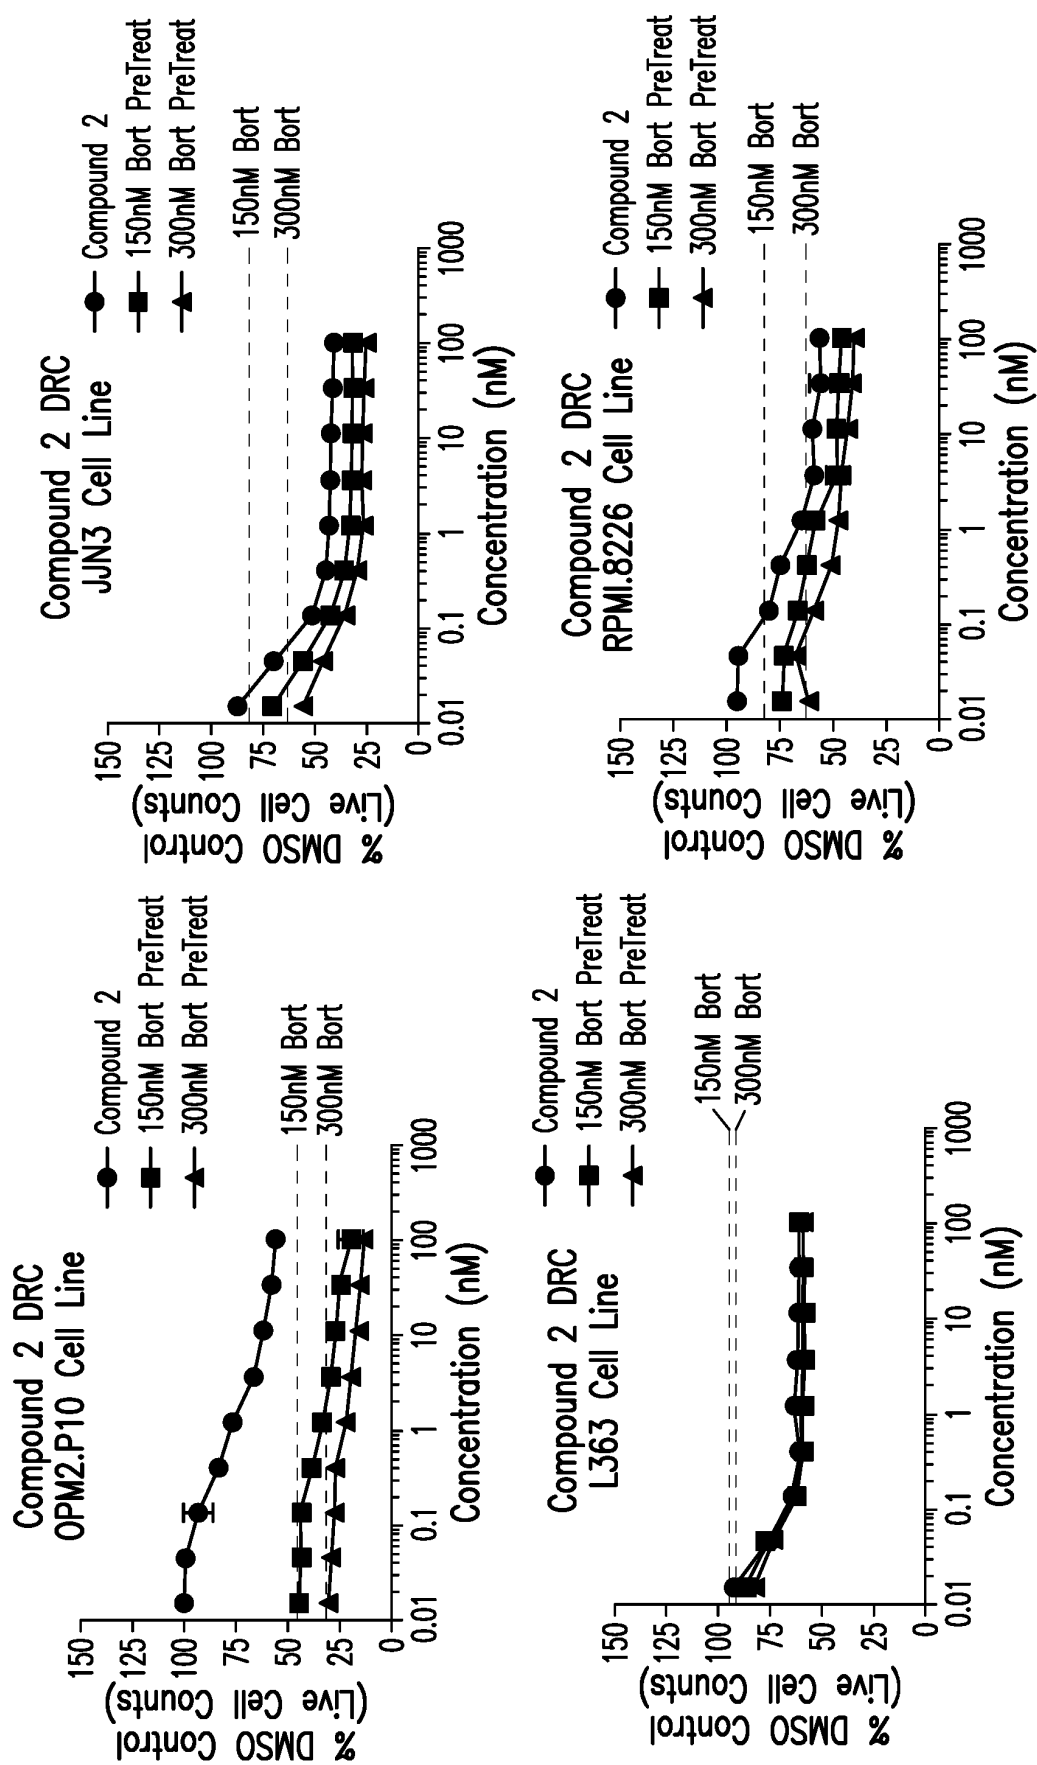 Compound 2 DRC
OPM2.P10 Cell Line
% DMSO Control
(Live Cell Counts)
150
100
75
50
25
0
0.01
0.1
1
10
100
1000
Concentration (nM)
Compound 2
150nM Bort PreTreat
300nM Bort PreTreat
150nM Bort
300nM Bort
Compound 2 DRC
JJN3 Cell Line
% DMSO Control
(Live Cell Counts)
150
100
75
50
25
0
0.01
0.1
1
10
100
1000
Concentration (nM)
Compound 2
150nM Bort PreTreat
300nM Bort PreTreat
150nM Bort
300nM Bort
Compound 2 DRC
L363 Cell Line
% DMSO Control
(Live Cell Counts)
150
100
75
50
25
0
0.01
0.1
1
10
100
1000
Concentration (nM)
Compound 2
150nM Bort PreTreat
300nM Bort PreTreat
150nM Bort
300nM Bort
Compound 2 DRC
RPMI.8226 Cell Line
% DMSO Control
(Live Cell Counts)
150
125
100
75
50
25
0
0.01
0.1
1
10
100
1000
Concentration (nM)
Compound 2
150nM Bort PreTreat
300nM Bort PreTreat
150nM Bort
300nM Bort